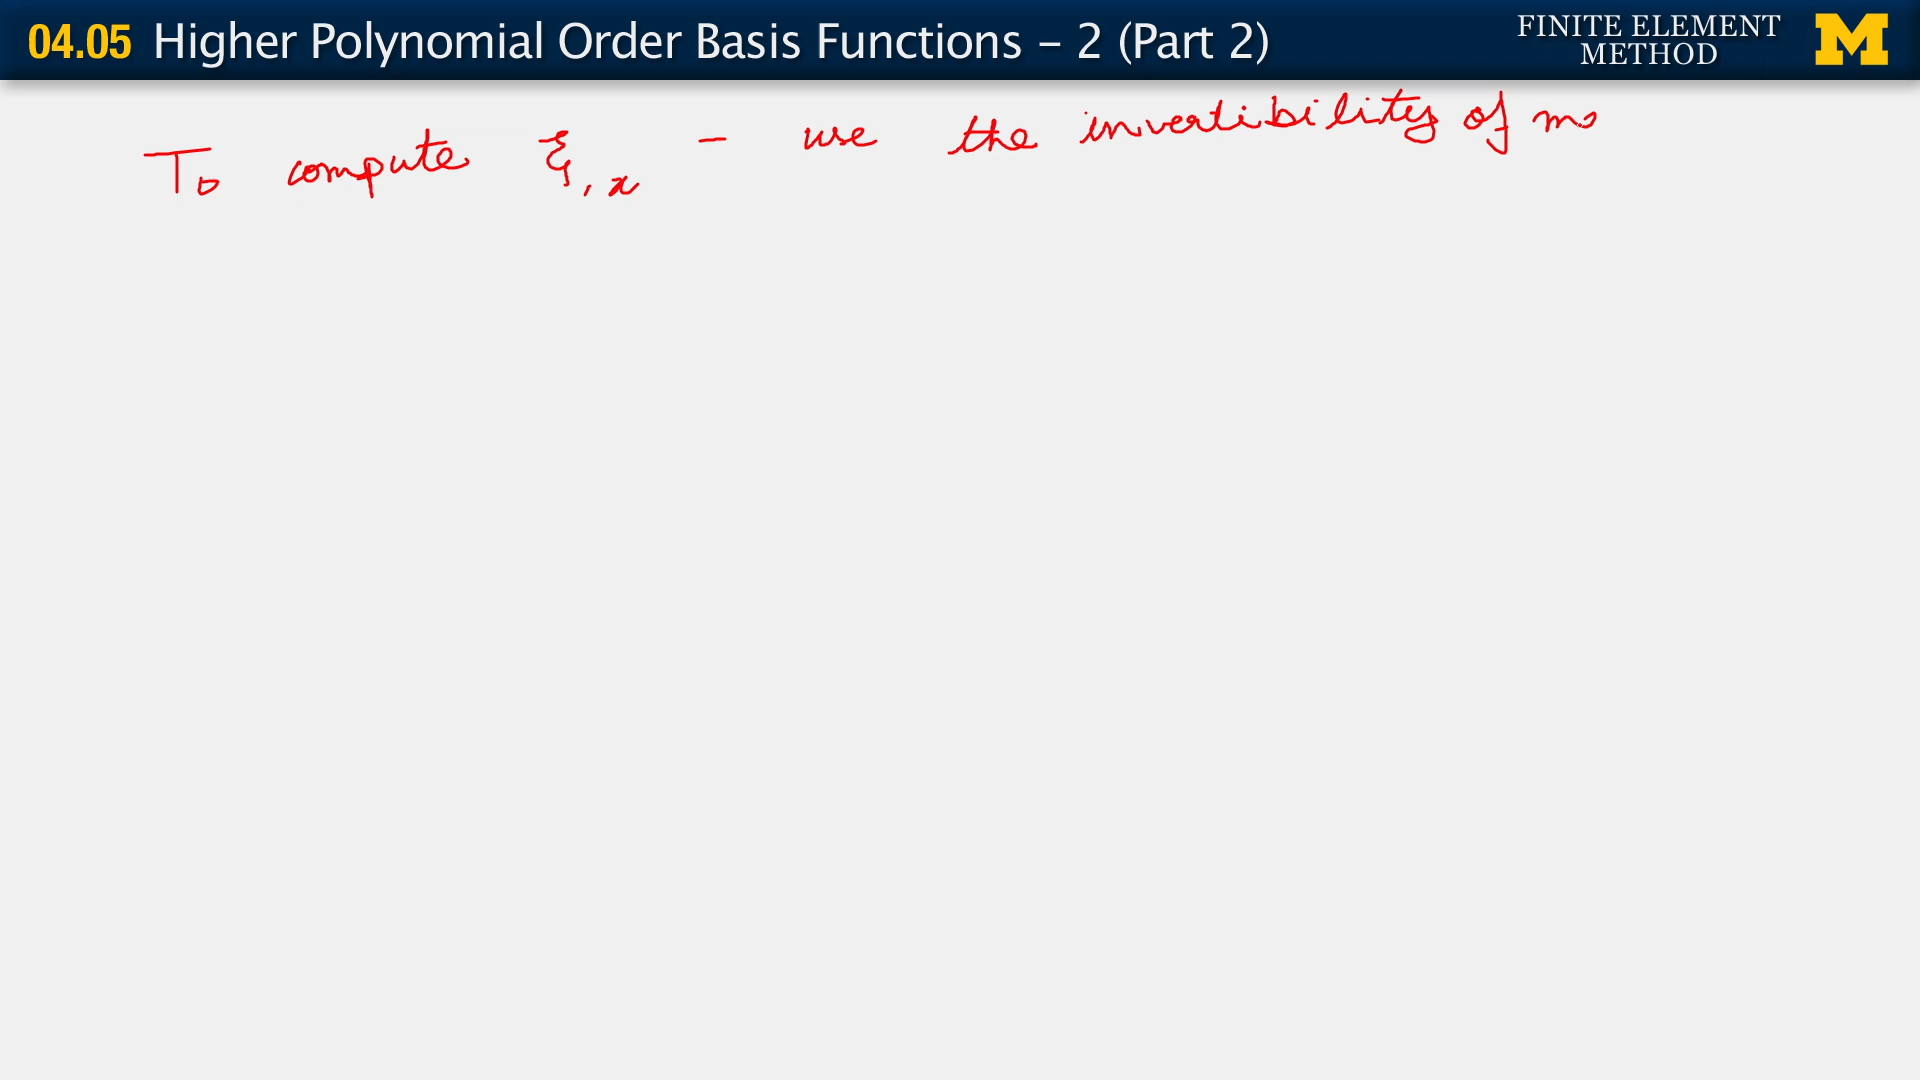 04.05 Higher Polynomial Order Basis Functions – 2 (Part 2)
FINITE ELEMENT
METHOD
M
To compute ξ,x – use the invertibility of